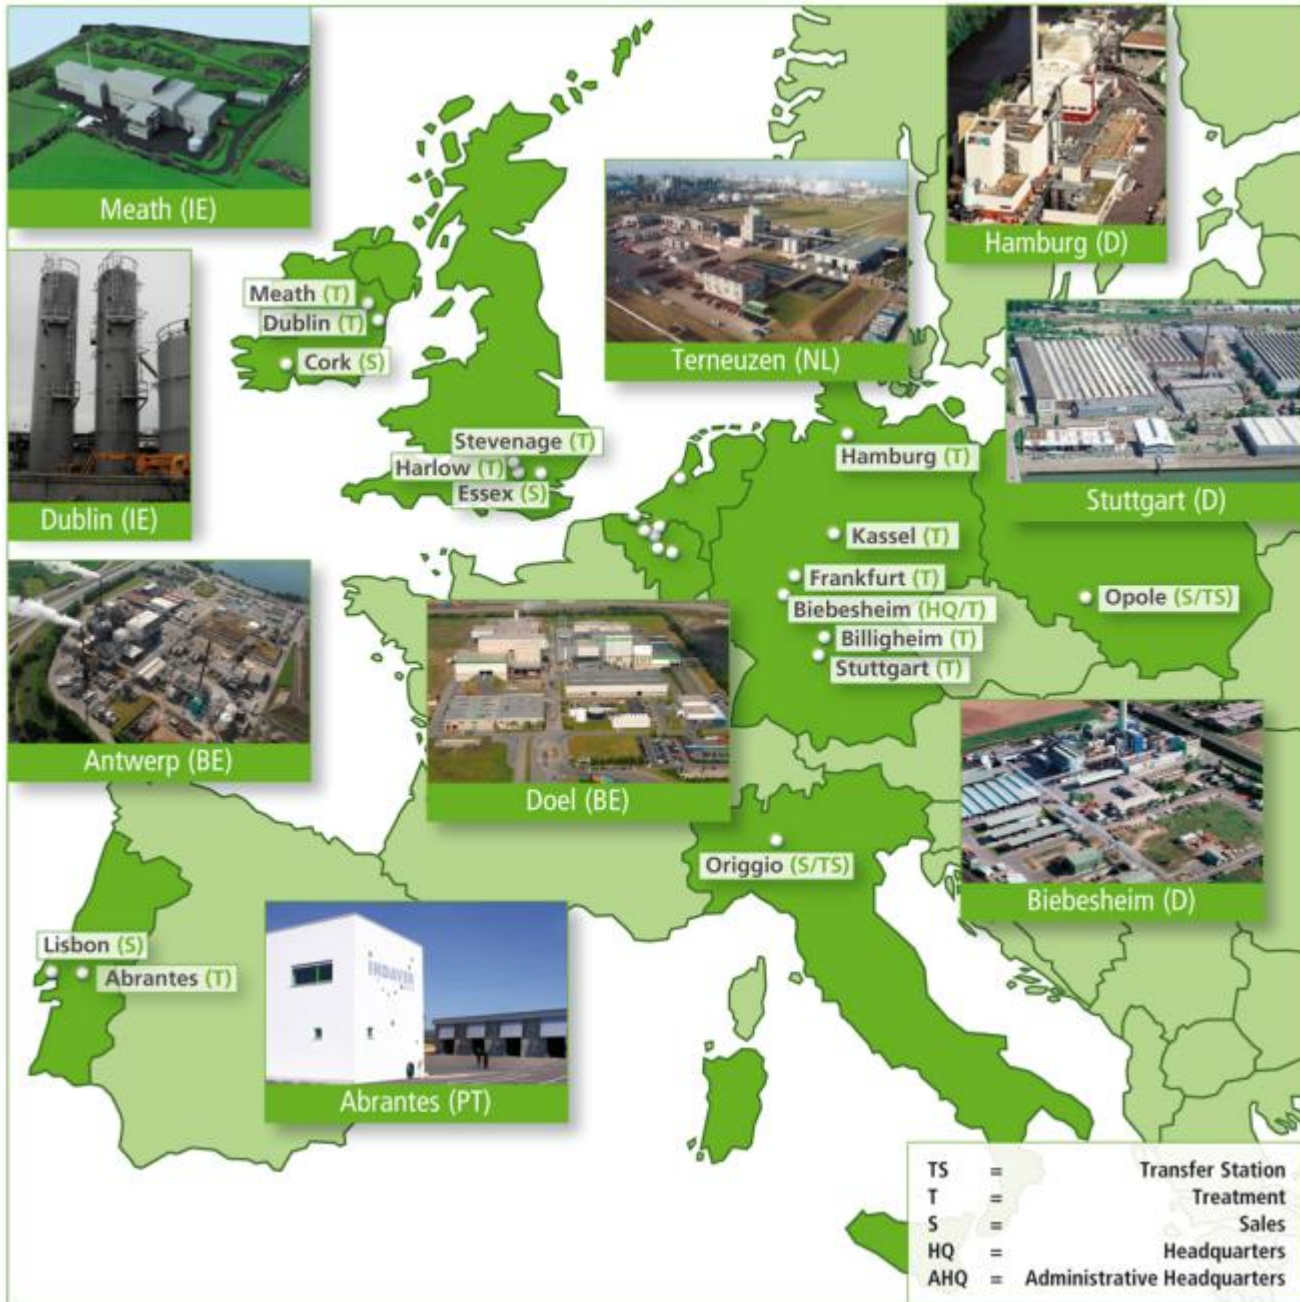 Meath (IE)
Hamburg (D)
Terneuzen (NL)
Meath (T)
Dublin (T)
Cork (S)
Stuttgart (D)
Dublin (IE)
Stevenage (T)
Harlow (T)
Essex (S)
Hamburg (T)
Kassel (T)
Frankfurt (T)
Biebesheim (HQ/T)
Billigheim (T)
Stuttgart (T)
Opole (S/TS)
Antwerp (BE)
Doel (BE)
Origgio (S/TS)
Biebesheim (D)
Lisbon (S)
Abrantes (T)
INDAVER
Abrantes (PT)
TS = Transfer Station
T = Treatment
S = Sales
HQ = Headquarters
AHQ = Administrative Headquarters